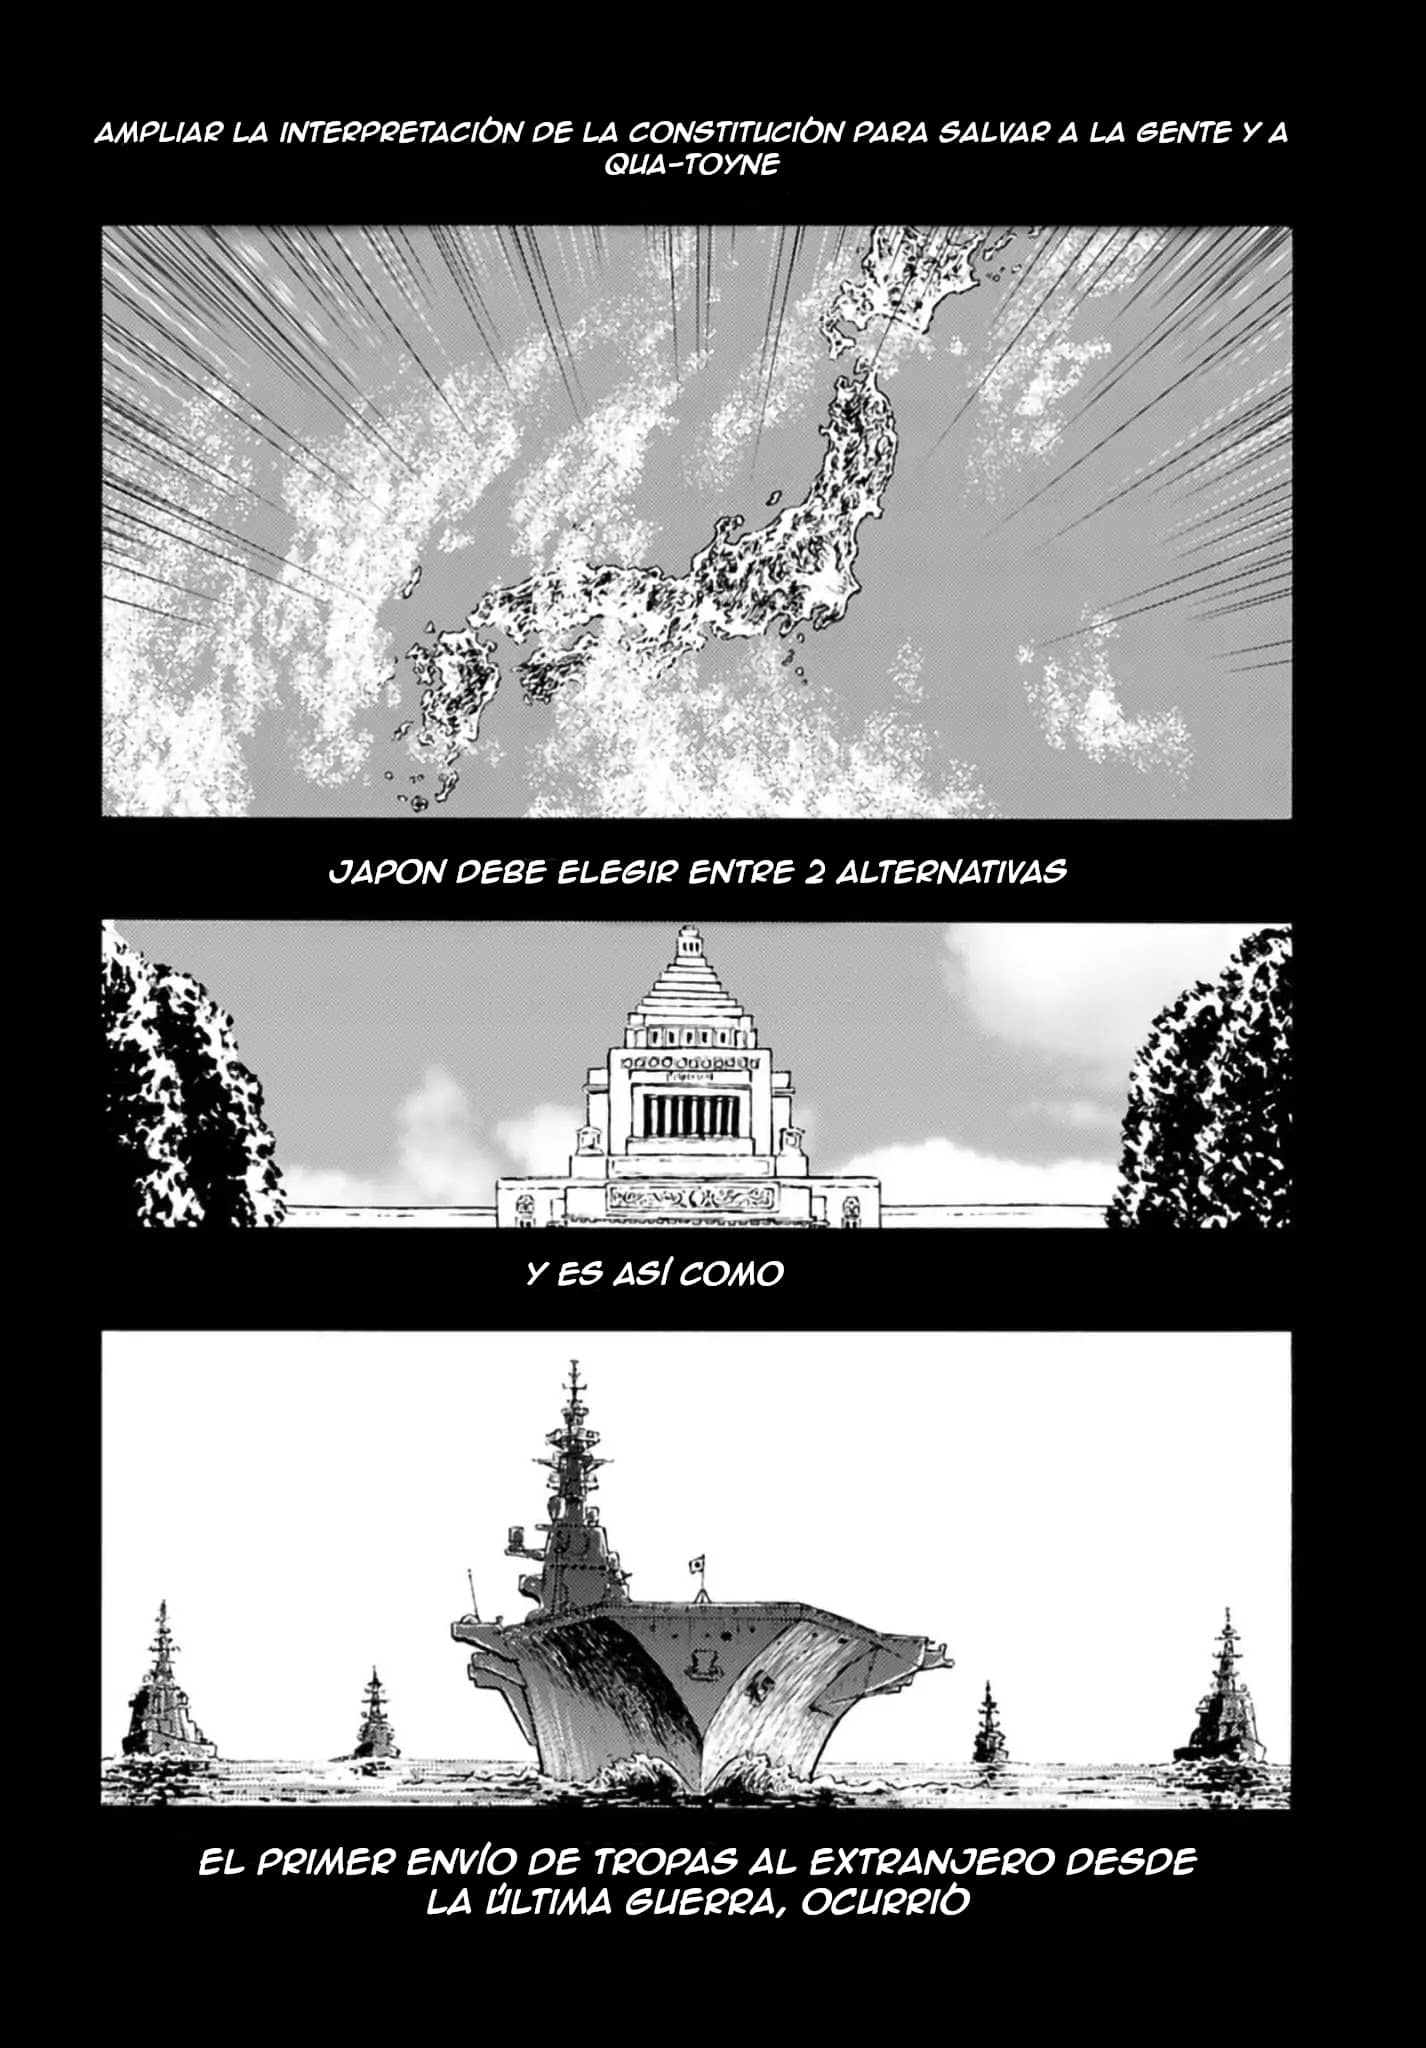 AMPLIAR LA INTERPRETACIÓN DE LA CONSTITUCIÓN PARA SALVAR A LA GENTE Y A
QUA-TOYNE
JAPON DEBE ELEGIR ENTRE 2 ALTERNATIVAS
Y ES ASÍ COMO
EL PRIMER ENVÍO DE TROPAS AL EXTRANJERO DESDE
LA ÚLTIMA GUERRA, OCURRIÓ